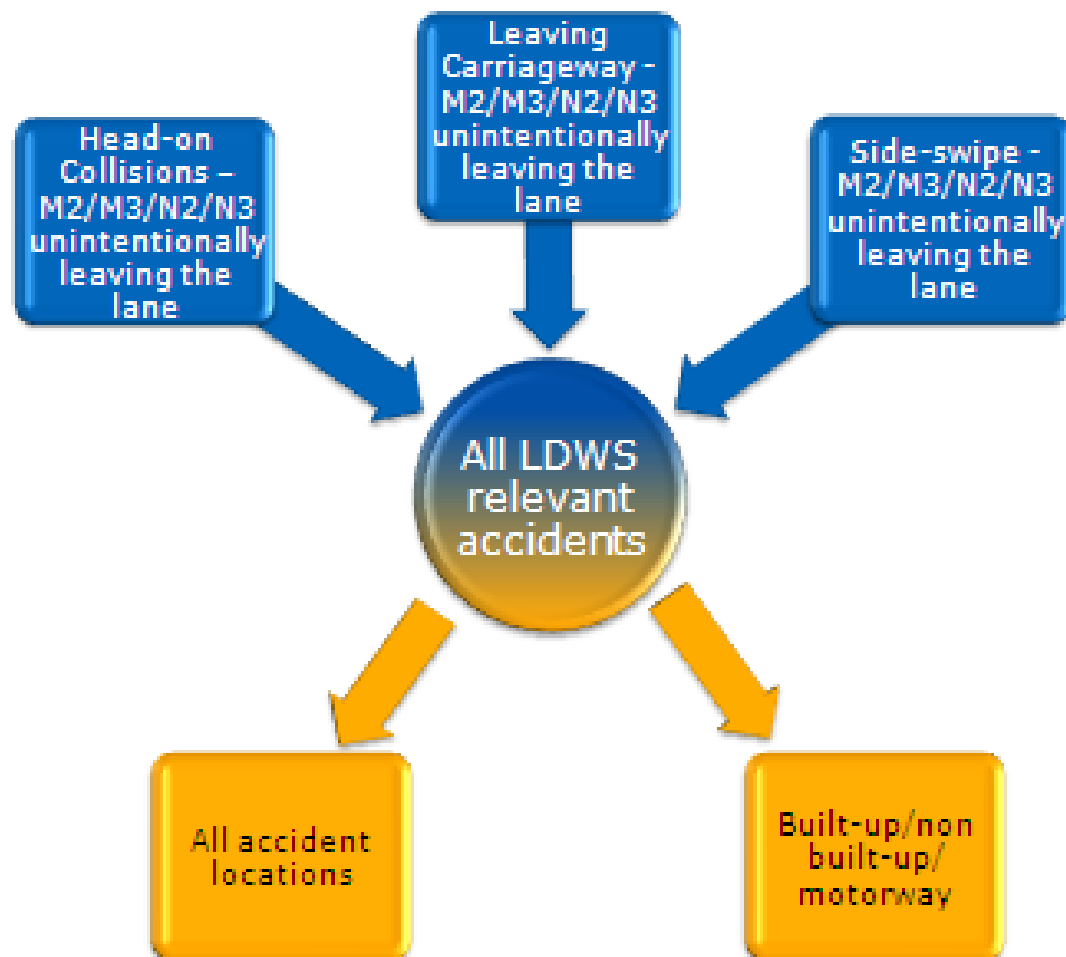 Head-on
Collisions –
M2/M3/N2/N3
unintentionally
leaving the
lane
Leaving
Carriageway -
M2/M3/N2/N3
unintentionally
leaving the
lane
Side-swipe -
M2/M3/N2/N3
unintentionally
leaving the
lane
All LDWS
relevant
accidents
All accident
locations
Built-up/non
built-up/
motorway